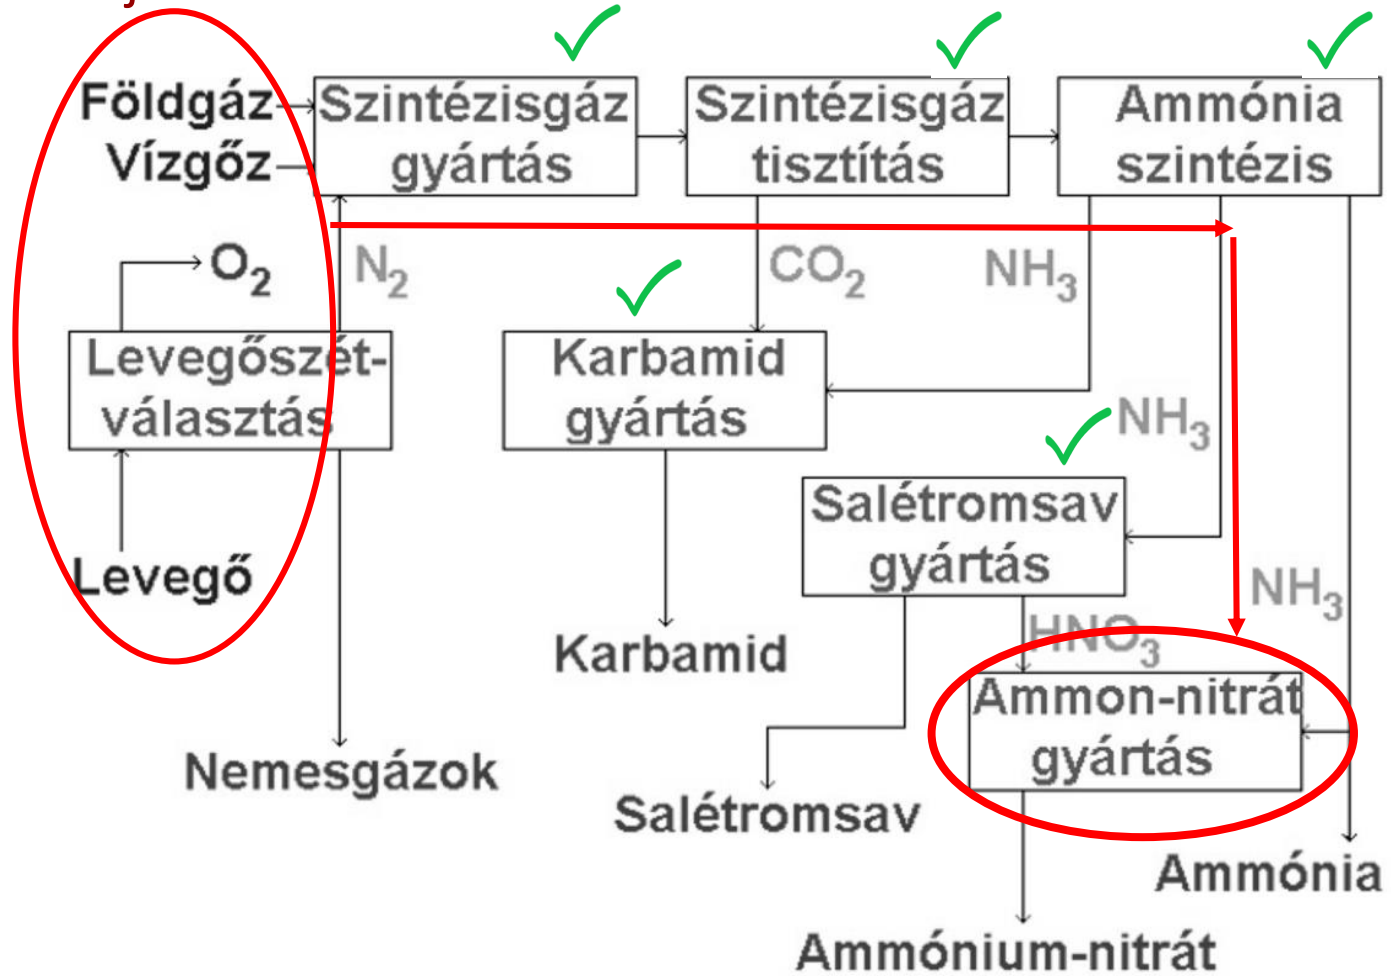 Földgáz
Vízgőz
Szintézisgáz
gyártás
Szintézisgáz
tisztítás
Ammónia
szintézis
O2
N2
CO2
NH3
Levegőszét-
választás
Karbamid
gyártás
NH3
Levegő
Salétromsav
gyártás
NH3
HNO3
Karbamid
Ammon-nitrát
gyártás
Nemesgázok
Salétromsav
Ammónia
Ammónium-nitrát